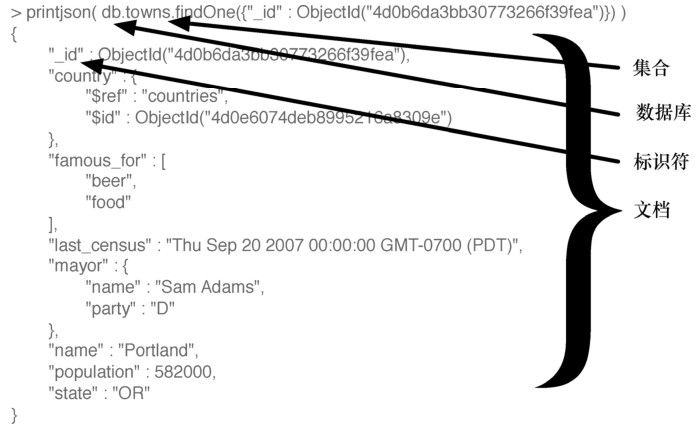 > printjson( db.towns.findOne({"_id" : ObjectId("4d0b6da3bb30773266f39fea")}) )
{
"_id" : ObjectId("4d0b6da3bb30773266f39fea"),
"country" : {
"$ref" : "countries",
"$id" : ObjectId("4d0e6074deb8995216a8309e")
},
"famous_for" : [
"beer",
"food"
],
"last_census" : "Thu Sep 20 2007 00:00:00 GMT-0700 (PDT)",
"mayor" : {
"name" : "Sam Adams",
"party" : "D"
},
"name" : "Portland",
"population" : 582000,
"state" : "OR"
}
集合
数据库
标识符
文档